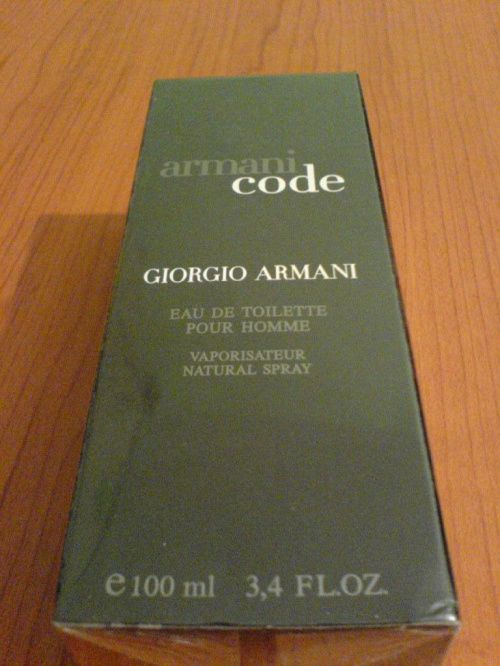 armani
code
GIORGIO ARMANI
EAU DE TOILETTE
POUR HOMME
VAPORISATEUR
NATURAL SPRAY
℮100 ml 3,4 FL.OZ.